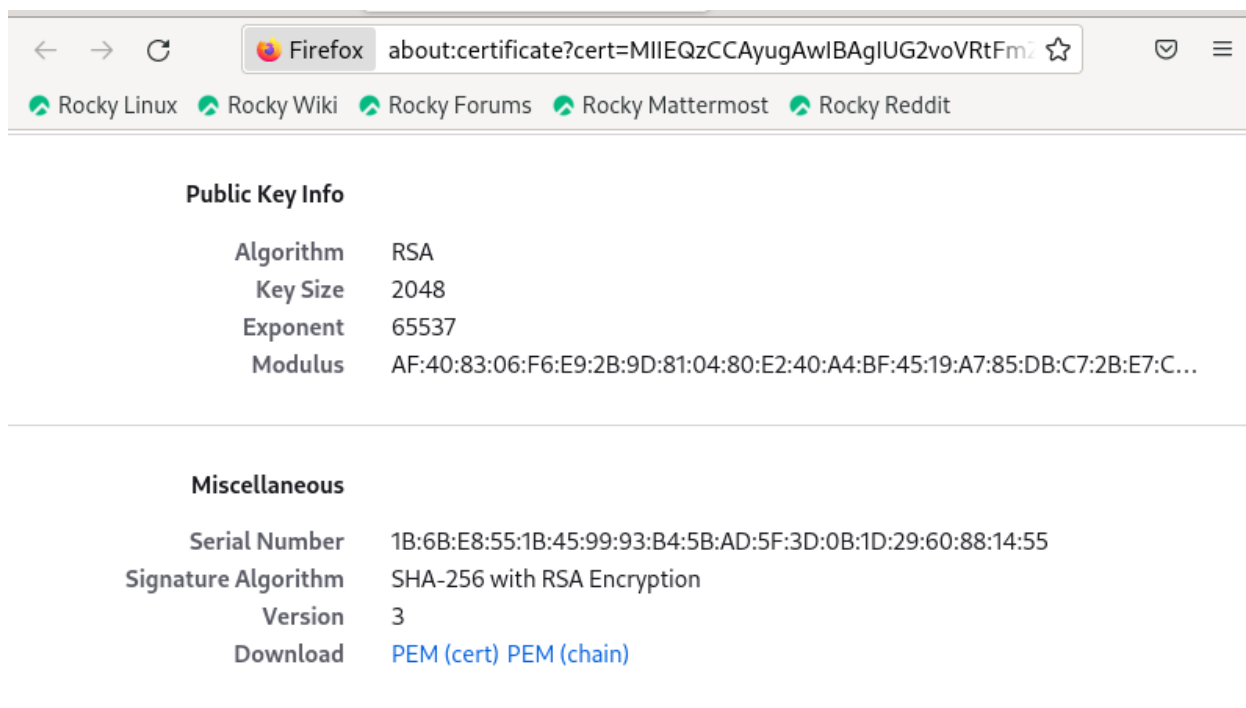 Firefox about:certificate?cert=MIIEQzCCAyugAwIBAgIUG2voVRtFm
Rocky Linux Rocky Wiki Rocky Forums Rocky Mattermost Rocky Reddit
Public Key Info
Algorithm RSA
Key Size 2048
Exponent 65537
Modulus AF:40:83:06:F6:E9:2B:9D:81:04:80:E2:40:A4:BF:45:19:A7:85:DB:C7:2B:E7:C...
Miscellaneous
Serial Number 1B:6B:E8:55:1B:45:99:93:B4:5B:AD:5F:3D:0B:1D:29:60:88:14:55
Signature Algorithm SHA-256 with RSA Encryption
Version 3
Download PEM (cert) PEM (chain)